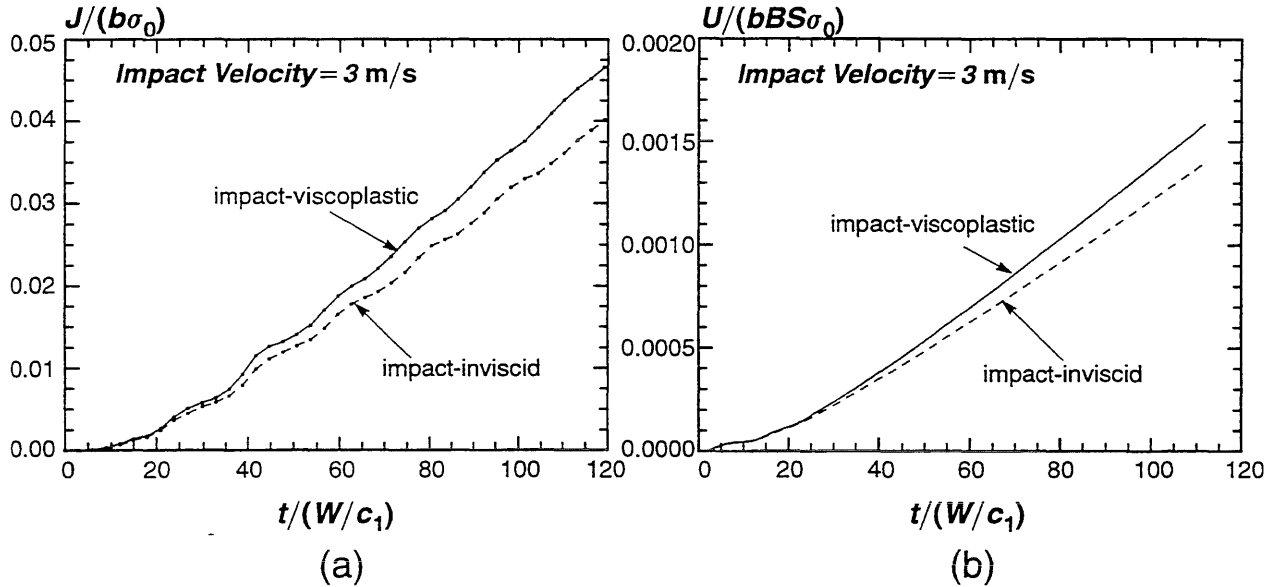 J/(bσ₀)
0.05
Impact Velocity = 3 m/s
0.04
0.03
impact-viscoplastic
0.02
impact-inviscid
0.01
0.00
0 20 40 60 80 100 120
t/(W/c₁)
(a)
U/(bBSσ₀)
0.0020
Impact Velocity = 3 m/s
0.0015
impact-viscoplastic
0.0010
0.0005
impact-inviscid
0.0000
0 20 40 60 80 100 120
t/(W/c₁)
(b)